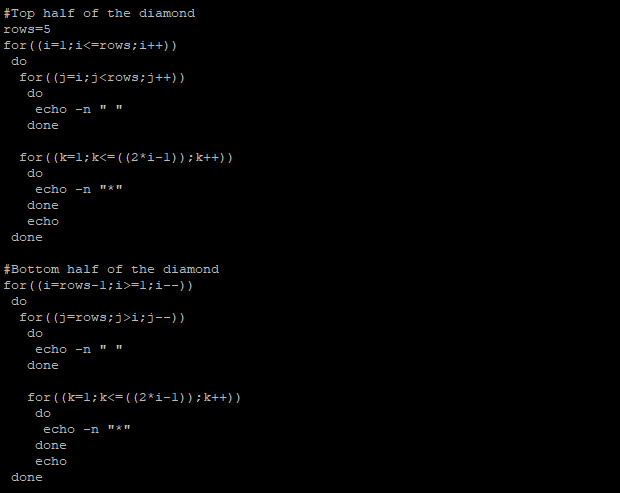 #Top half of the diamond
rows=5
for((i=1;i<=rows;i++))
 do
  for((j=i;j<rows;j++))
   do
    echo -n " "
   done

  for((k=1;k<=((2*i-1));k++))
   do
    echo -n "*"
   done
   echo
 done

#Bottom half of the diamond
for((i=rows-1;i>=1;i--))
 do
  for((j=rows;j>i;j--))
   do
    echo -n " "
   done

   for((k=1;k<=((2*i-1));k++))
    do
     echo -n "*"
    done
    echo
 done